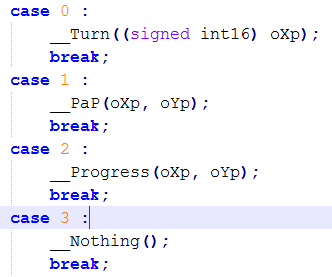 case 0 :
__Turn((signed int16) oXp);
break;
case 1 :
__PaP(oXp, oYp);
break;
case 2 :
__Progress(oXp, oYp);
break;
case 3 :
__Nothing();
break;